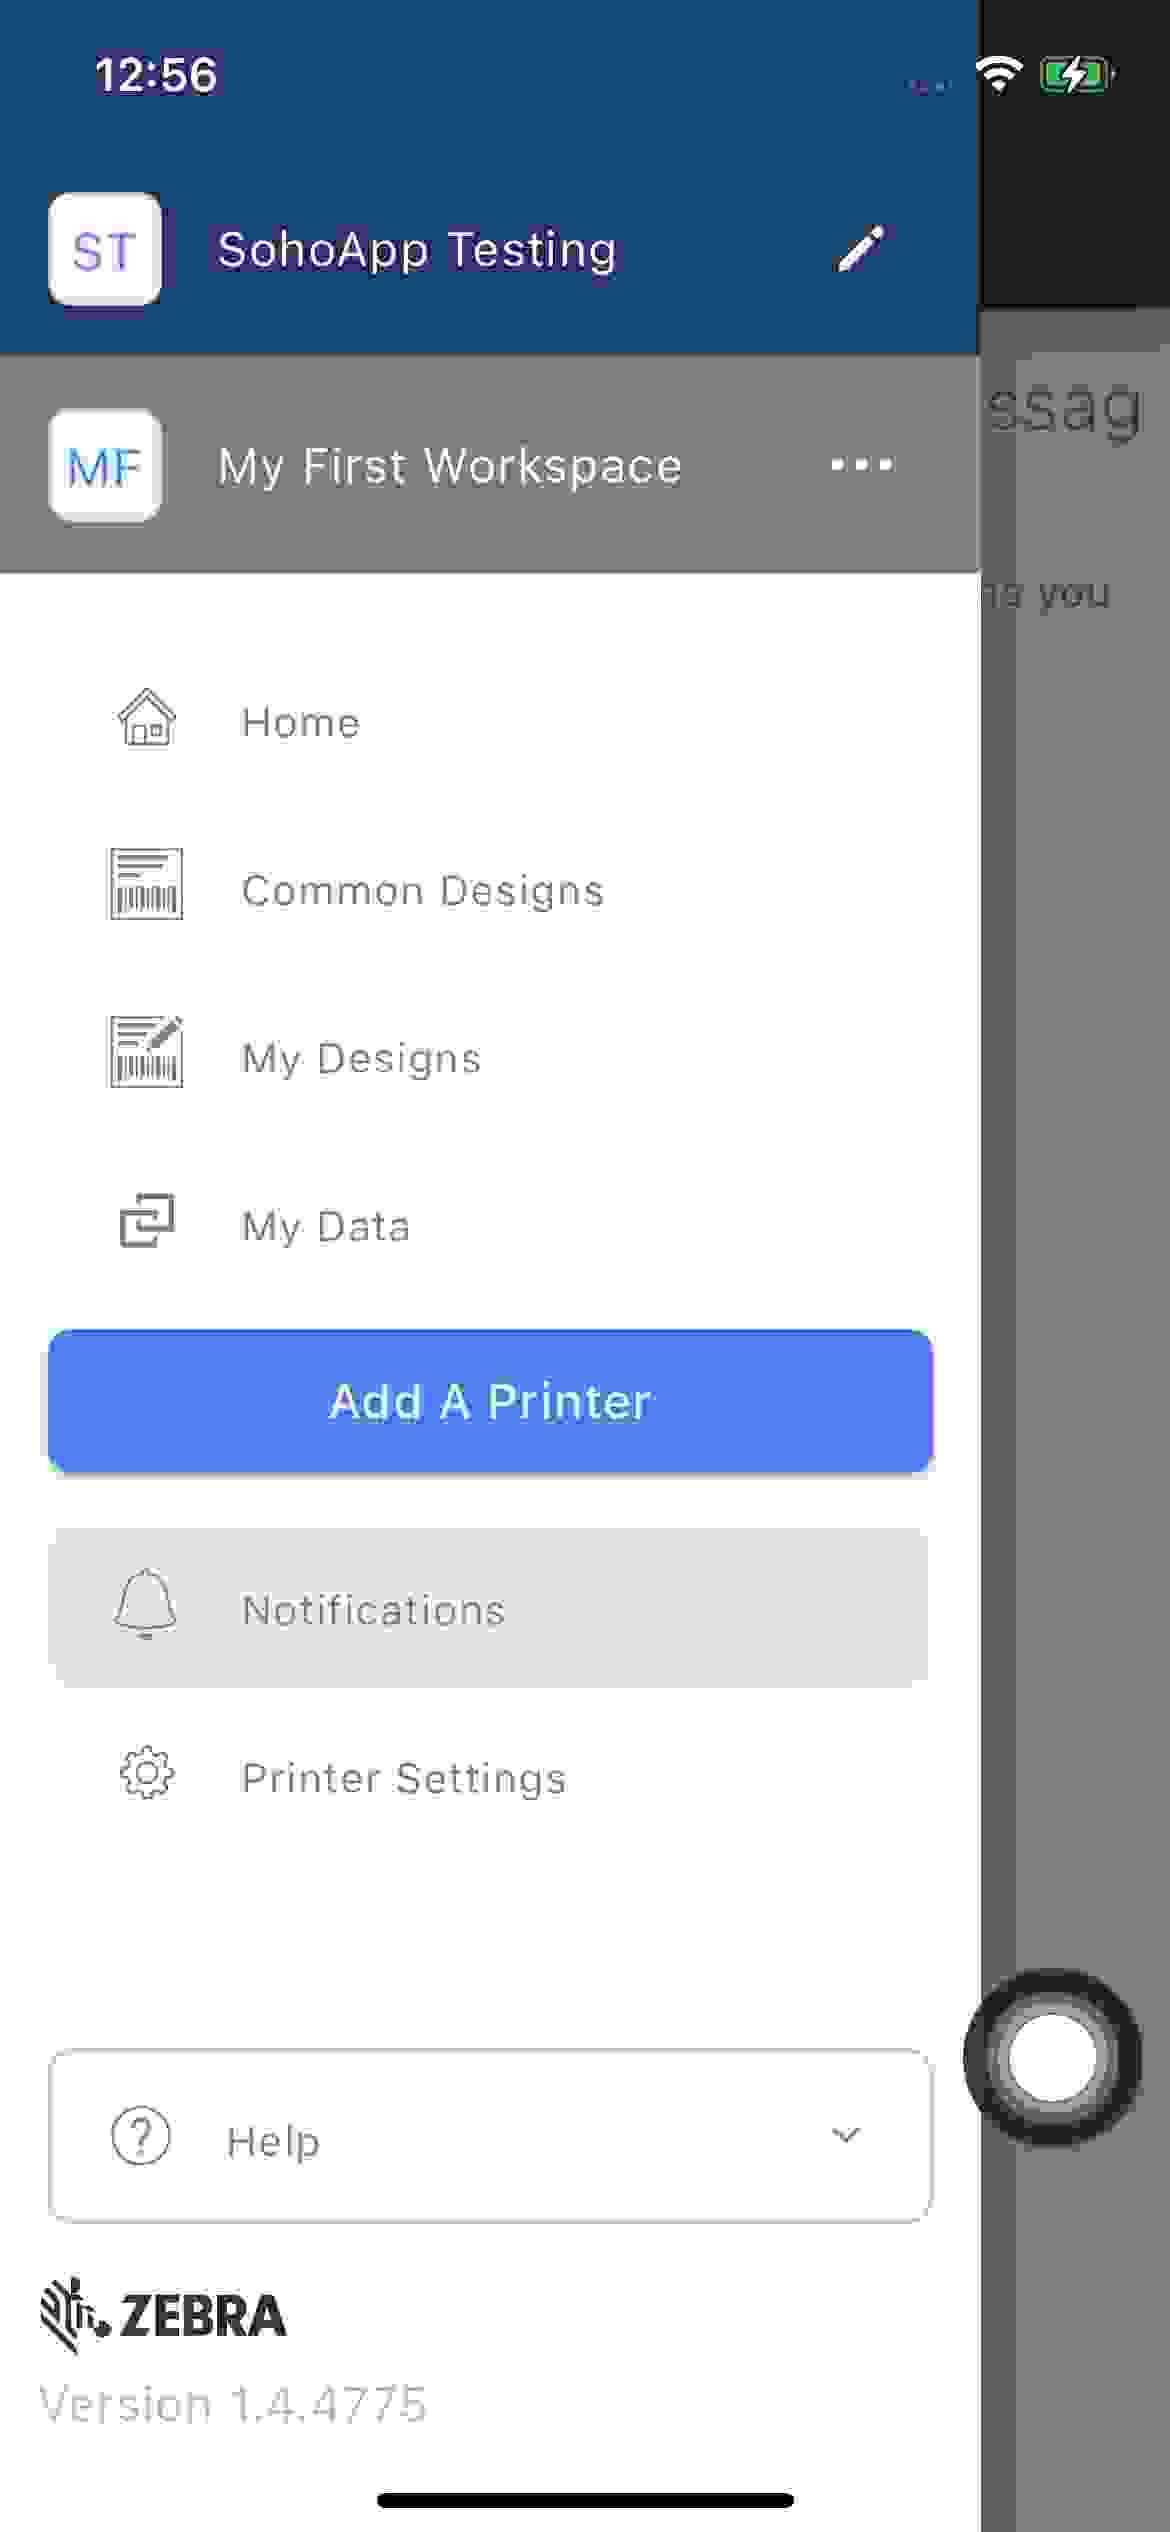 12:56
ST SohoApp Testing
MF My First Workspace
ssag
you
Home
Common Designs
My Designs
My Data
Add A Printer
Notifications
Printer Settings
? Help
ZEBRA
Version 1.4.4775